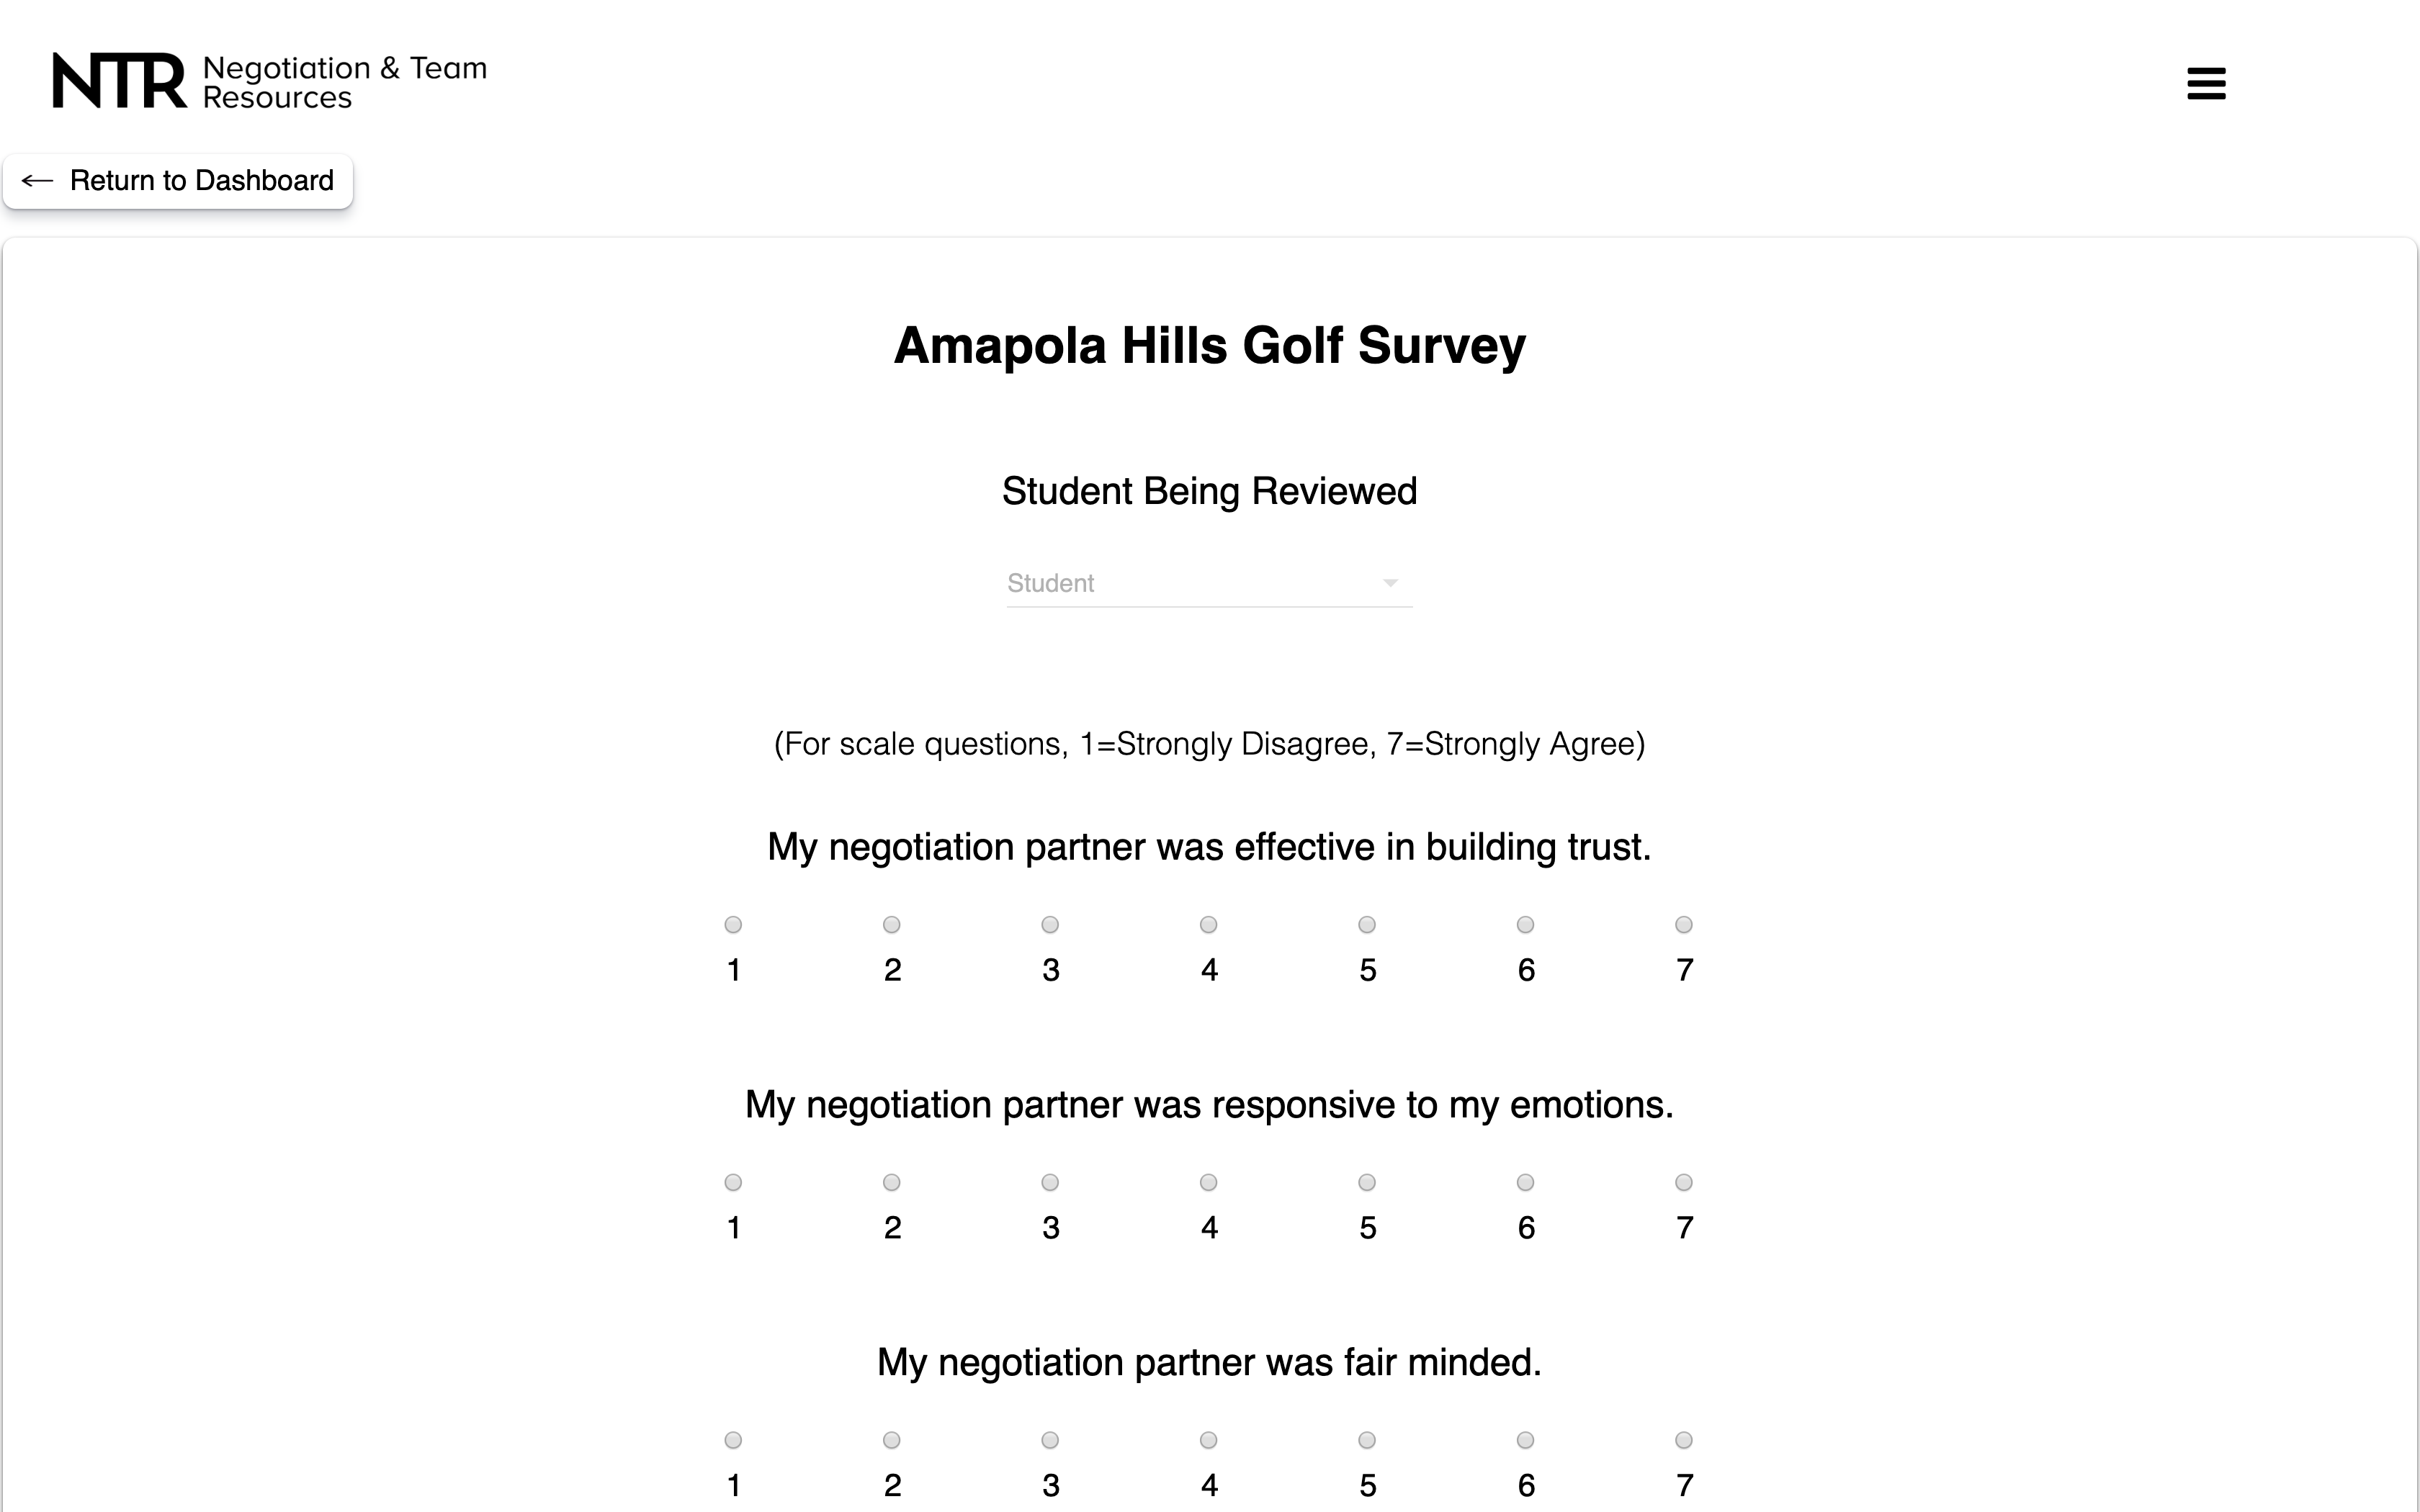 NTR Negotiation & Team
Resources
← Return to Dashboard
Amapola Hills Golf Survey
Student Being Reviewed
Student
(For scale questions, 1=Strongly Disagree, 7=Strongly Agree)
My negotiation partner was effective in building trust.
1 2 3 4 5 6 7
My negotiation partner was responsive to my emotions.
1 2 3 4 5 6 7
My negotiation partner was fair minded.
1 2 3 4 5 6 7